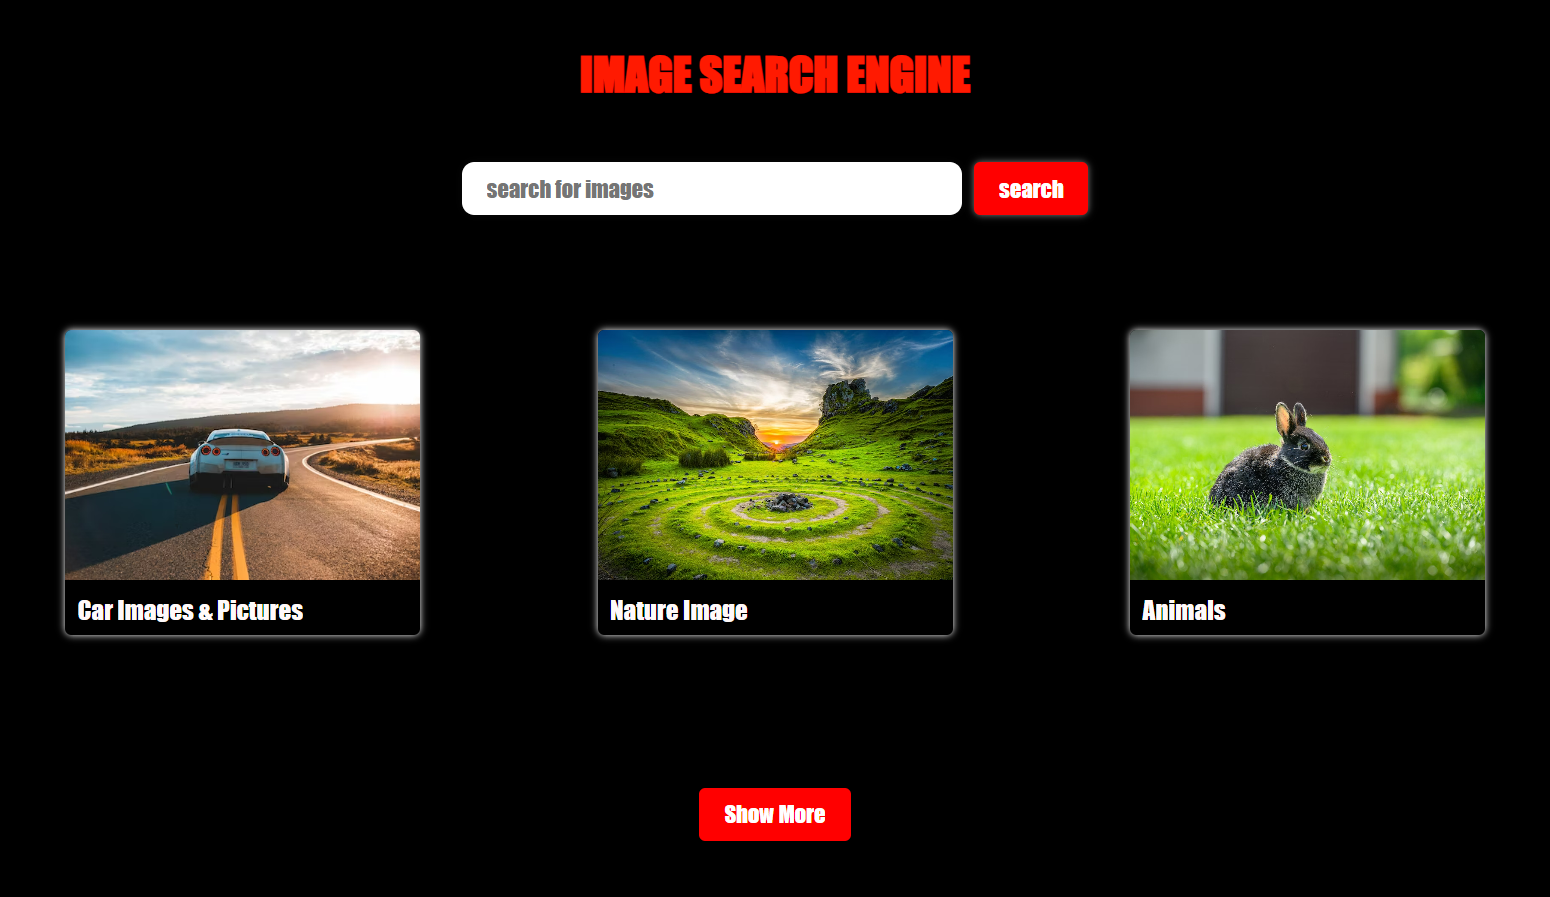 IMAGE SEARCH ENGINE
search for images
search
Car Images & Pictures
Nature Image
Animals
Show More